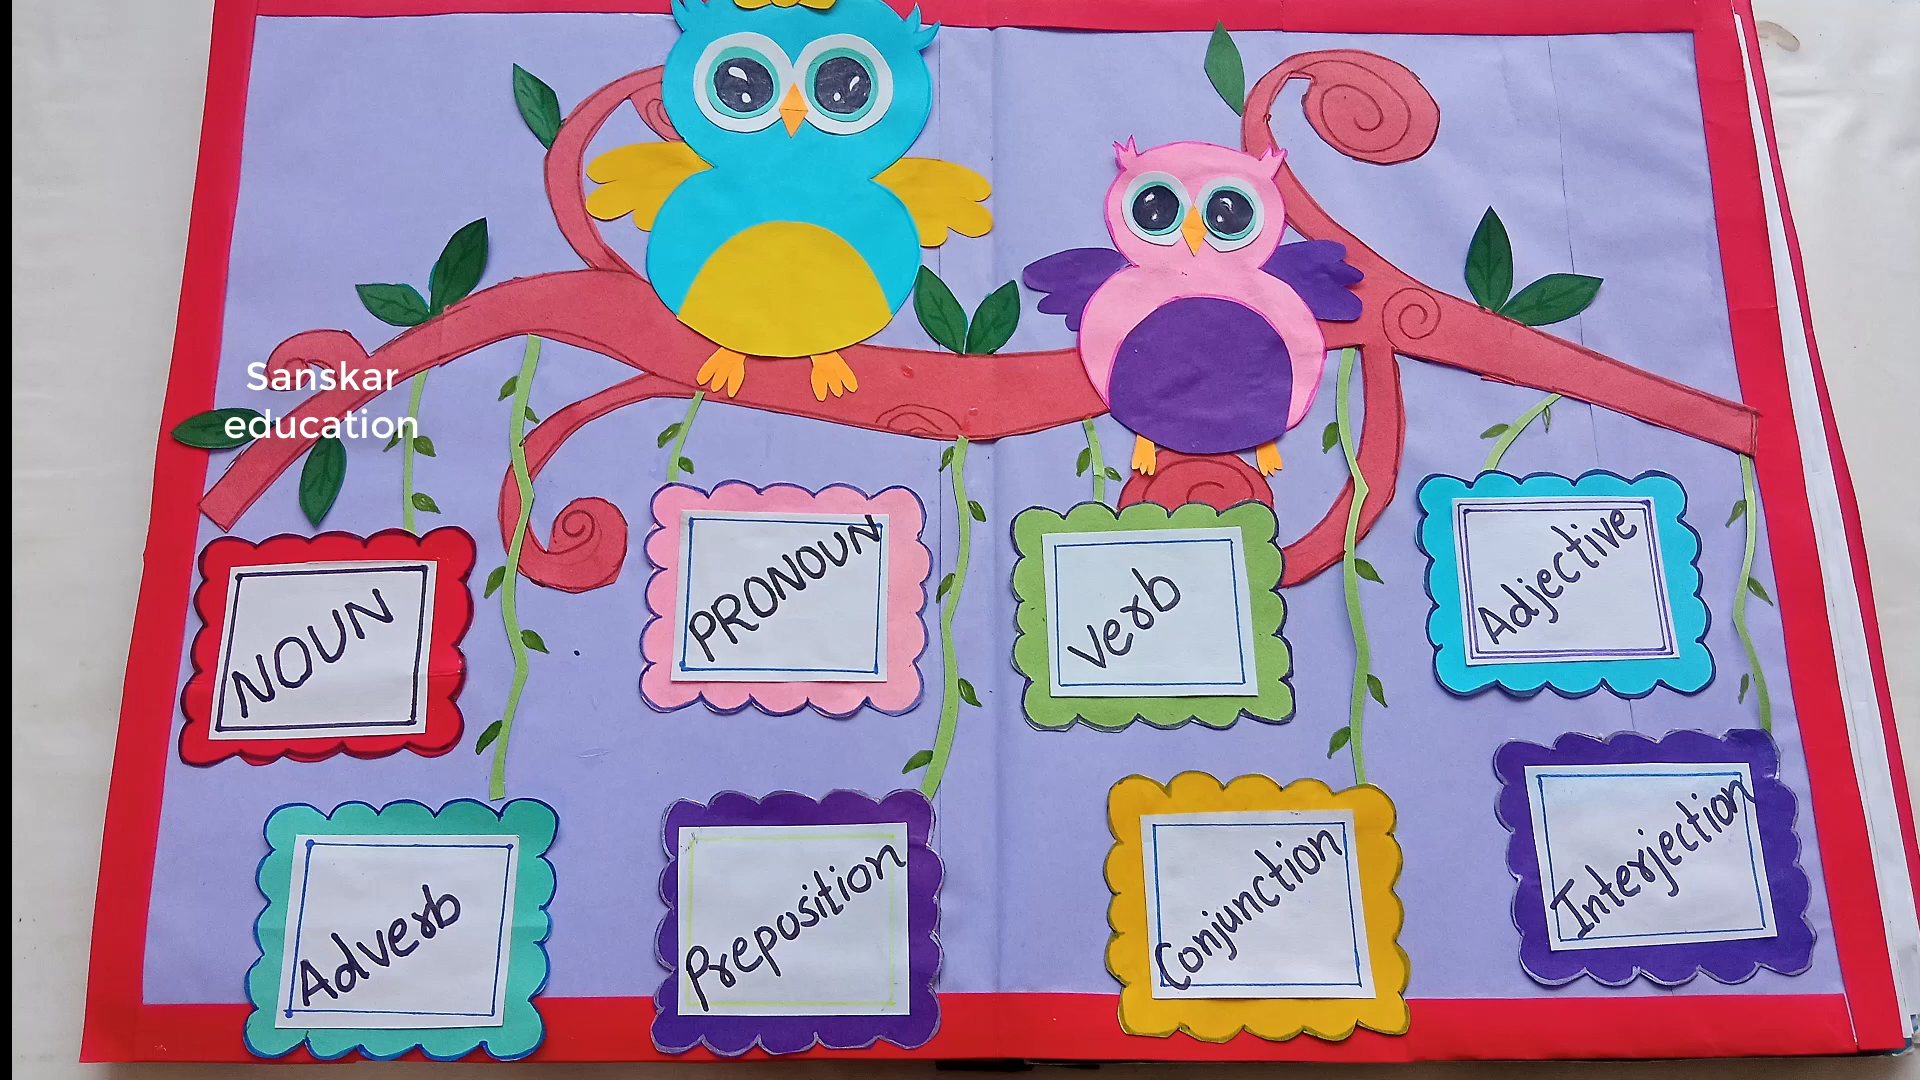 Sanskar
education
NOUN
PRONOUN
Verb
Adjective
Adverb
Preposition
Conjunction
Interjection